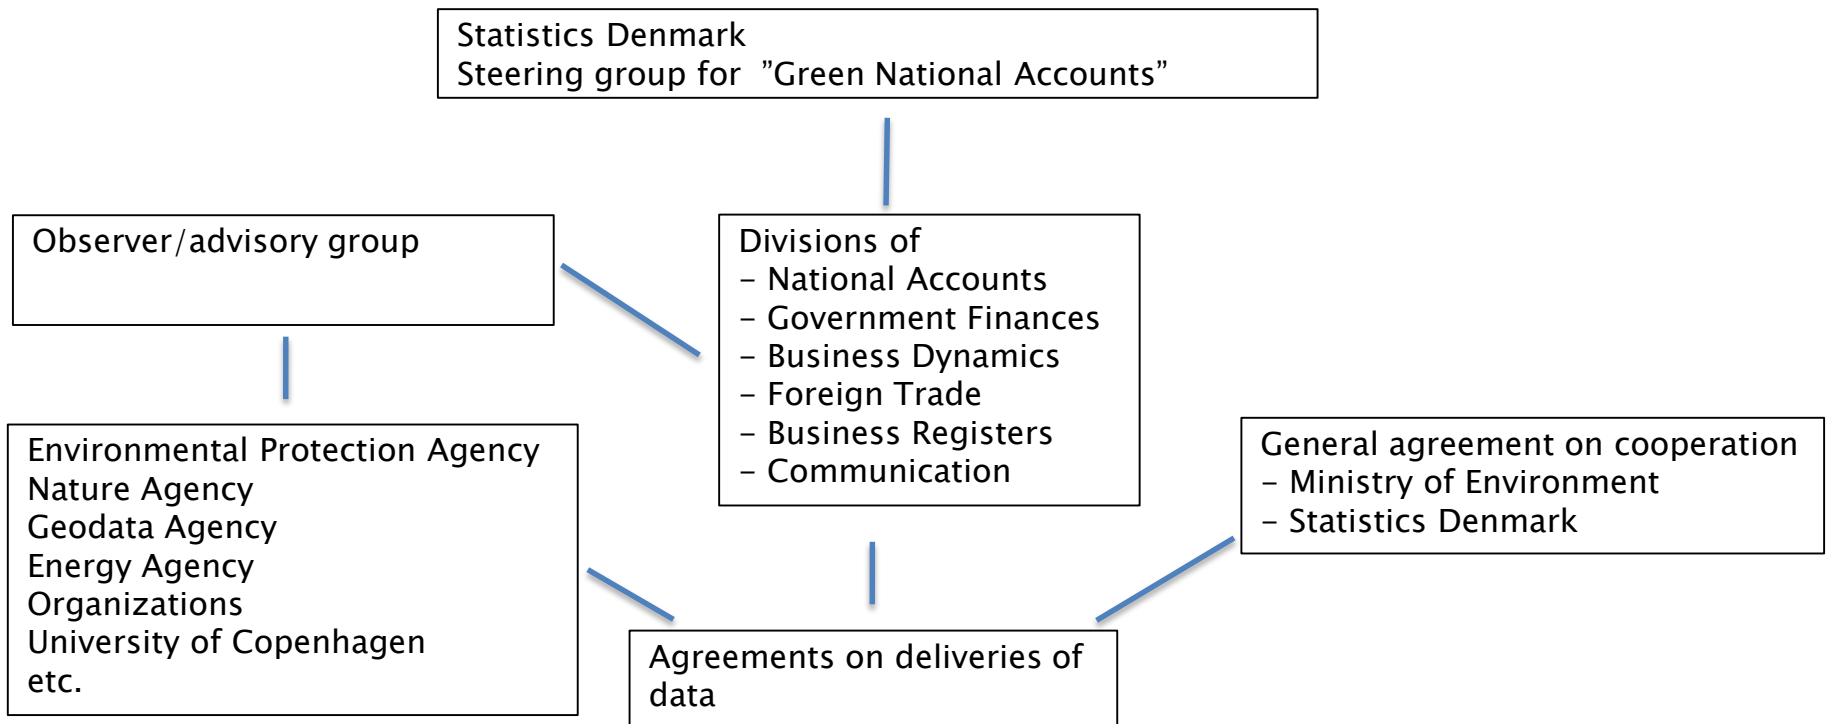 Statistics Denmark
Steering group for ”Green National Accounts”
Observer/advisory group
Divisions of
– National Accounts
– Government Finances
– Business Dynamics
– Foreign Trade
– Business Registers
– Communication
Environmental Protection Agency
Nature Agency
Geodata Agency
Energy Agency
Organizations
University of Copenhagen
etc.
General agreement on cooperation
– Ministry of Environment
– Statistics Denmark
Agreements on deliveries of
data